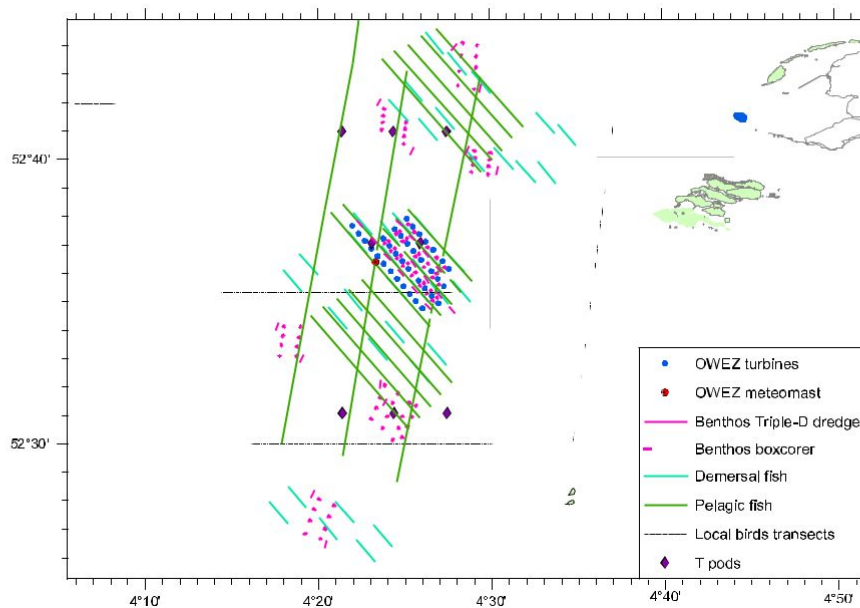 52°40'
52°30'
OWEZ turbines
OWEZ meteomast
Benthos Triple-D dredge
Benthos boxcorer
Demersal fish
Pelagic fish
Local birds transects
T pods
4°10'
4°20'
4°30'
4°40'
4°50'